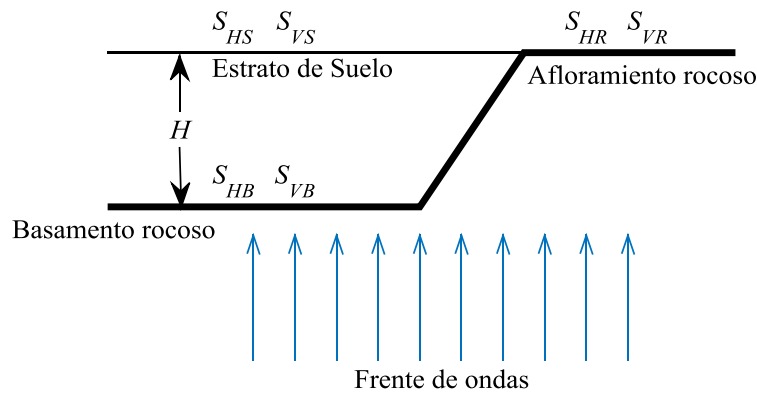 S_HS S_VS S_HR S_VR
Estrato de Suelo Afloramiento rocoso
H
S_HB S_VB
Basamento rocoso
Frente de ondas